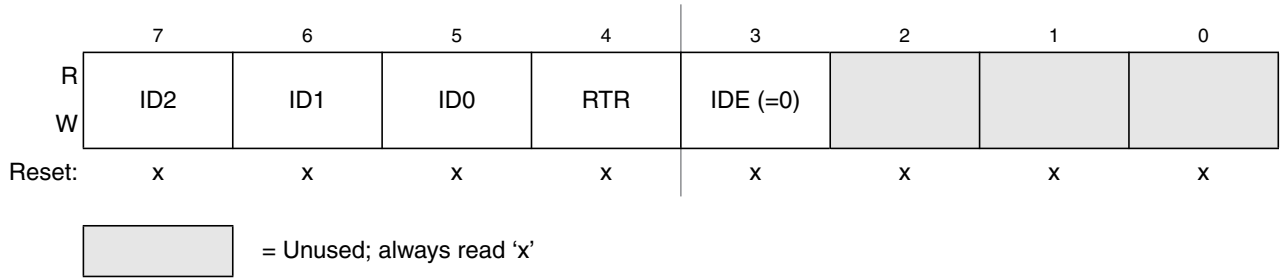 7 6 5 4 3 2 1 0
R
ID2 ID1 ID0 RTR IDE (=0)
W
Reset: x x x x x x x x
= Unused; always read ‘x’